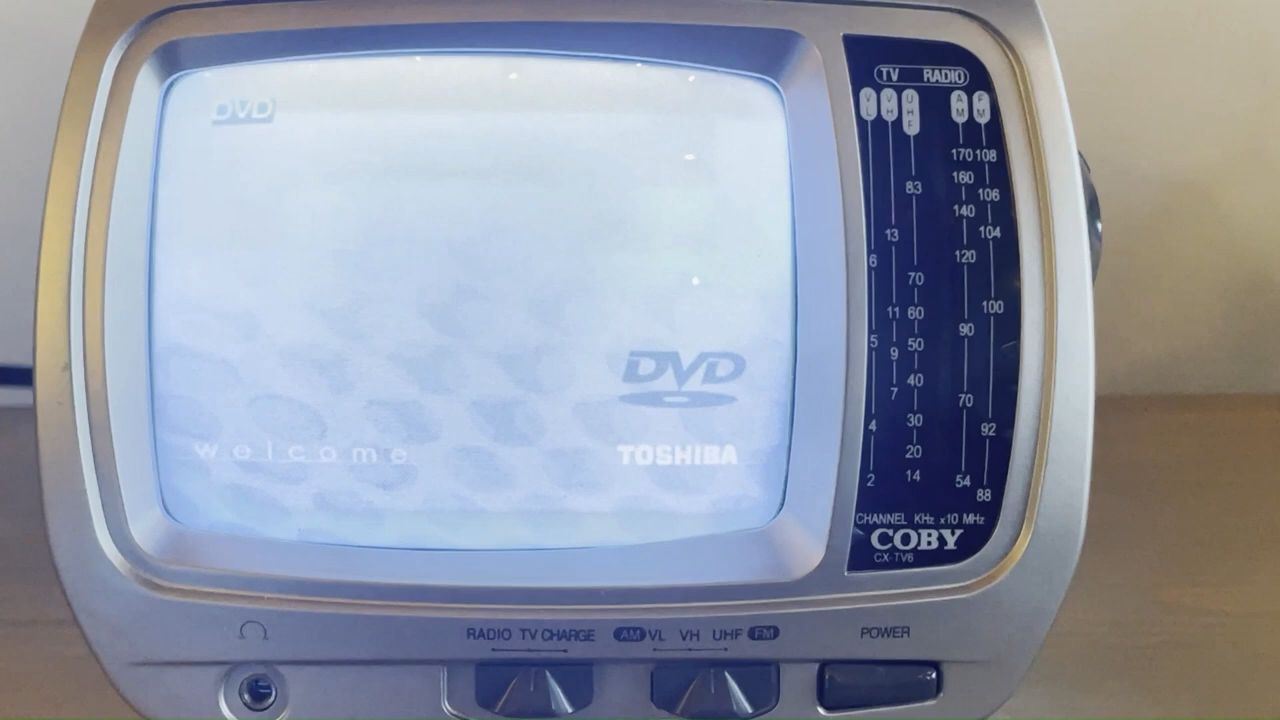 DVD
DVD
welcome
TOSHIBA
TV RADIO
VL VH UHF AM FM
170 108
160
83
106
140
13
104
6
120
70
100
11 60
90
5
50
9
40
7
70
30
4
92
20
2
14
54
88
CHANNEL KHz x10 MHz
COBY
CX-TV6
RADIO TV CHARGE
AM VL VH UHF FM
POWER